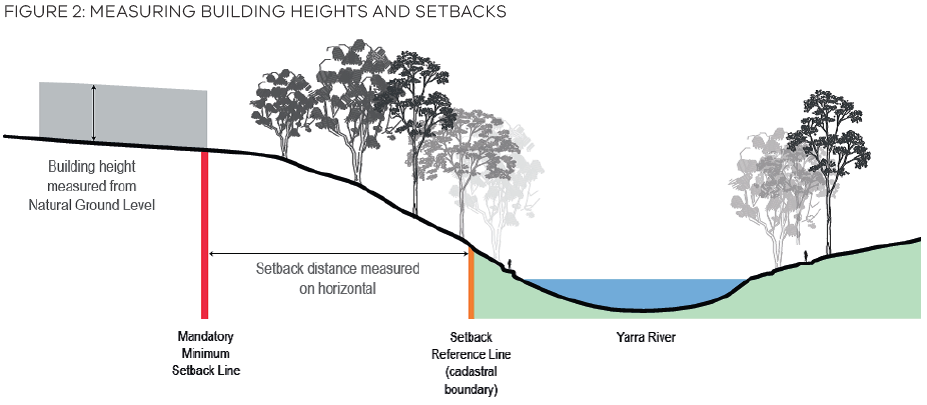 FIGURE 2: MEASURING BUILDING HEIGHTS AND SETBACKS
Building height
measured from
Natural Ground Level
Setback distance measured
on horizontal
Mandatory
Minimum
Setback Line
Setback
Reference Line
(cadastral
boundary)
Yarra River